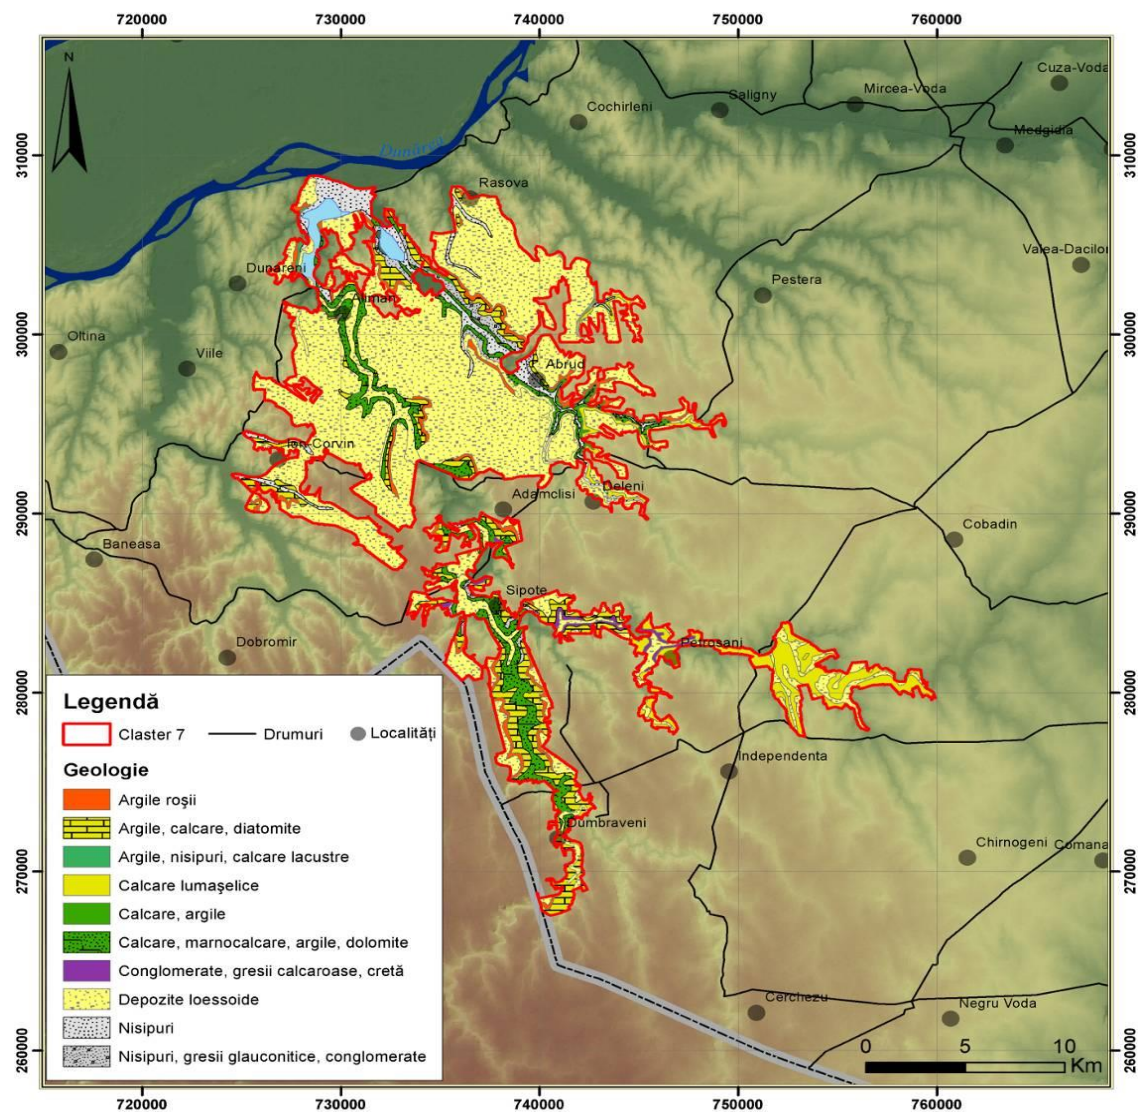 720000 730000 740000 750000 760000
N
Cuza-Voda
Mircea-Voda
Saligny
Cochirleni
Medgidia
310000
310000
Dunărea
Rasova
Dunareni
Aliman
Pestera
300000
300000
Oltina
Viile
Abrud
Ion-Corvin
Deleni
Adamclisi
290000
290000
Cobadin
Baneasa
Sipote
Petrosani
Dobromir
280000
280000
Independenta
Dumbraveni
Chirnogeni
Comana
270000
270000
Cerchezu
Negru Voda
260000
260000
Legendă
Claster 7
Drumuri
Localități
Geologie
Argile roşii
Argile, calcare, diatomite
Argile, nisipuri, calcare lacustre
Calcare lumaşelice
Calcare, argile
Calcare, marnocalcare, argile, dolomite
Conglomerate, gresii calcaroase, cretă
Depozite loessoide
Nisipuri
Nisipuri, gresii glauconitice, conglomerate
0 5 10
Km
720000 730000 740000 750000 760000